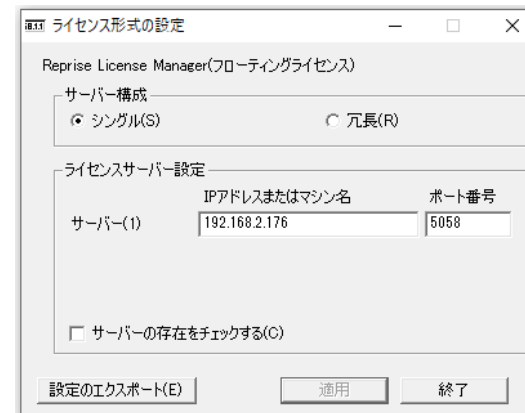 iB.1.1 ライセンス形式の設定
Reprise License Manager(フローティングライセンス)
サーバー構成
シングル(S) 冗長(R)
ライセンスサーバー設定
IPアドレスまたはマシン名 ポート番号
サーバー(1) 192.168.2.176 5058
サーバーの存在をチェックする(C)
設定のエクスポート(E) 適用 終了